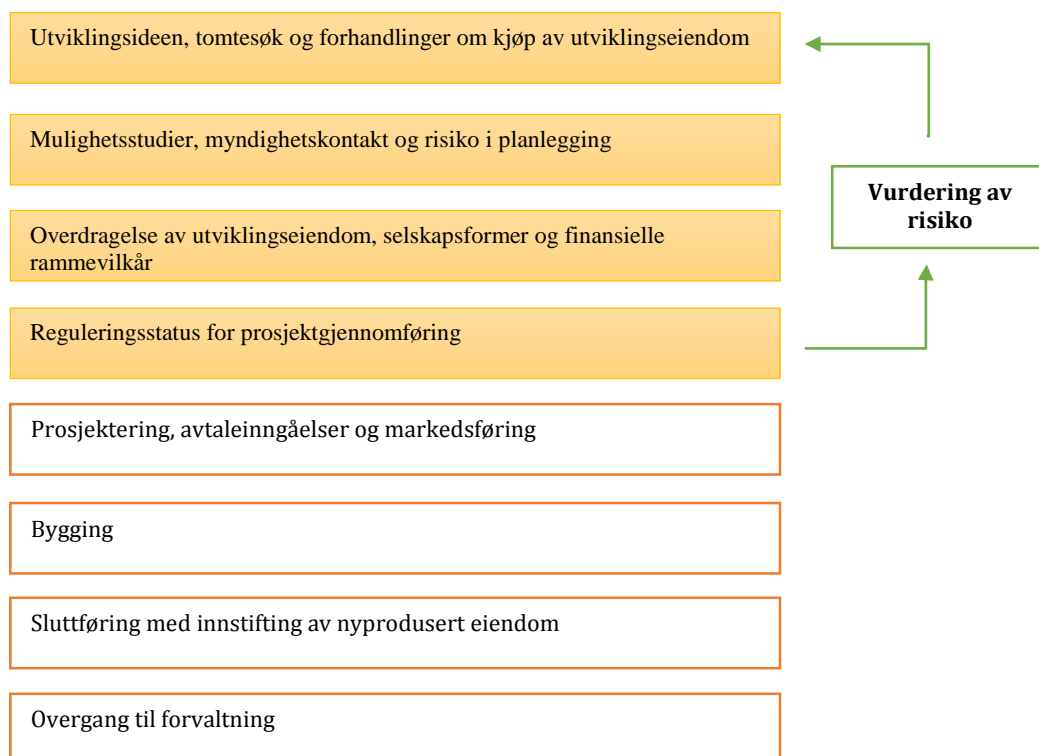 Utviklingsideen, tomtesøk og forhandlinger om kjøp av utviklingseiendom
Mulighetsstudier, myndighetskontakt og risiko i planlegging
Vurdering av
risiko
Overdragelse av utviklingseiendom, selskapsformer og finansielle
rammevilkår
Reguleringsstatus for prosjektgjennomføring
Prosjektering, avtaleinngåelser og markedsføring
Bygging
Sluttføring med innstifting av nyprodusert eiendom
Overgang til forvaltning